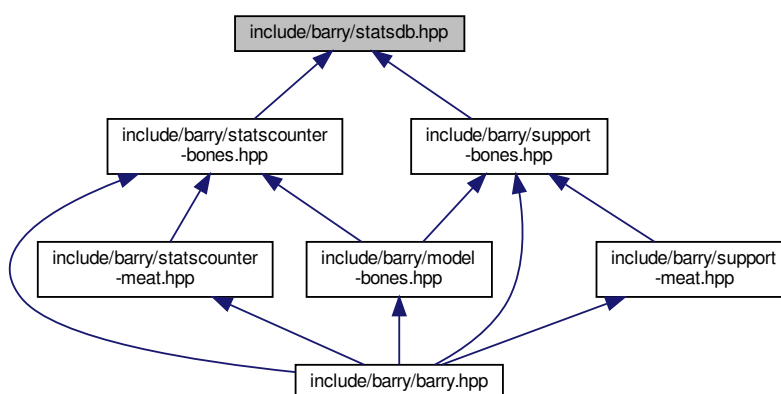 include/barry/statsdb.hpp
include/barry/statscounter
-bones.hpp
include/barry/support
-bones.hpp
include/barry/statscounter
-meat.hpp
include/barry/model
-bones.hpp
include/barry/support
-meat.hpp
include/barry/barry.hpp